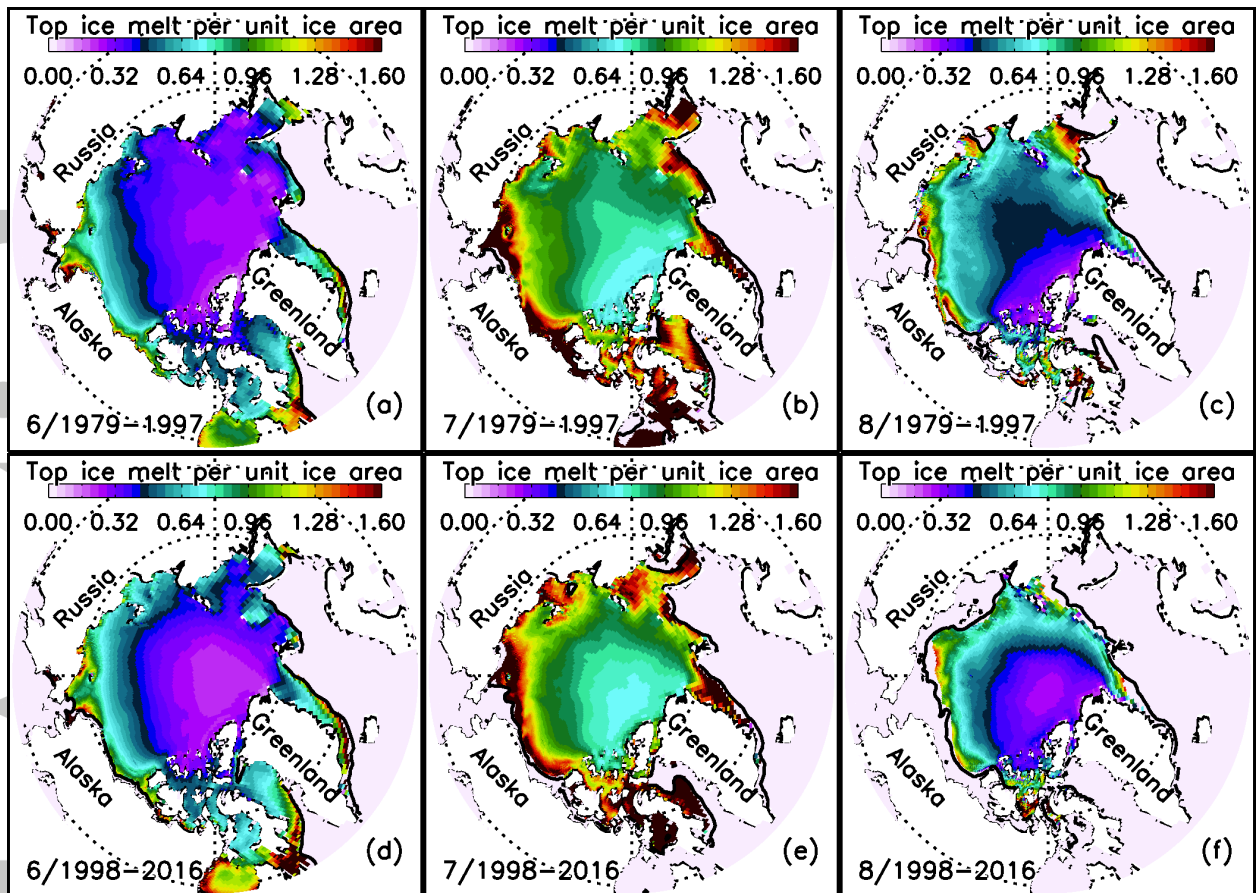 Top ice melt per unit ice area
0.00 0.32 0.64 0.96 1.28 1.60
Russia
Alaska
Greenland
(a)
6/1979-1997
Top ice melt per unit ice area
0.00 0.32 0.64 0.96 1.28 1.60
Russia
Alaska
Greenland
(b)
7/1979-1997
Top ice melt per unit ice area
0.00 0.32 0.64 0.96 1.28 1.60
Russia
Alaska
Greenland
(c)
8/1979-1997
Top ice melt per unit ice area
0.00 0.32 0.64 0.96 1.28 1.60
Russia
Alaska
Greenland
(d)
6/1998-2016
Top ice melt per unit ice area
0.00 0.32 0.64 0.96 1.28 1.60
Russia
Alaska
Greenland
(e)
7/1998-2016
Top ice melt per unit ice area
0.00 0.32 0.64 0.96 1.28 1.60
Russia
Alaska
Greenland
(f)
8/1998-2016